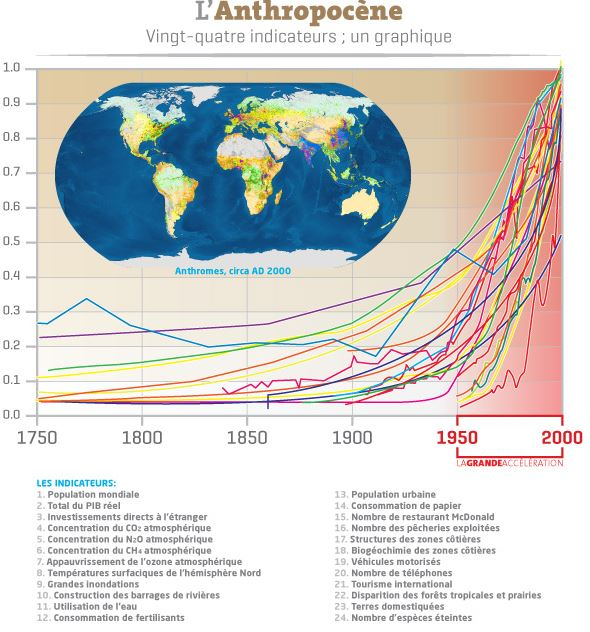 L'Anthropocène
Vingt-quatre indicateurs ; un graphique
1.0
0.9
0.8
0.7
0.6
0.5
0.4
0.3
0.2
0.1
0.0
Anthromes, circa AD 2000
1750 1800 1850 1900 1950 2000
LAGRANDEACCÉLÉRATION
LES INDICATEURS:
1. Population mondiale
2. Total du PIB réel
3. Investissements directs à l'étranger
4. Concentration du CO₂ atmosphérique
5. Concentration du N₂O atmosphérique
6. Concentration du CH₄ atmosphérique
7. Appauvrissement de l'ozone atmosphérique
8. Températures surfaciques de l'hémisphère Nord
9. Grandes inondations
10. Construction des barrages de rivières
11. Utilisation de l'eau
12. Consommation de fertilisants
13. Population urbaine
14. Consommation de papier
15. Nombre de restaurant McDonald
16. Nombre des pêcheries exploitées
17. Structures des zones côtières
18. Biogéochimie des zones côtières
19. Véhicules motorisés
20. Nombre de téléphones
21. Tourisme international
22. Disparition des forêts tropicales et prairies
23. Terres domestiquées
24. Nombre d'espèces éteintes